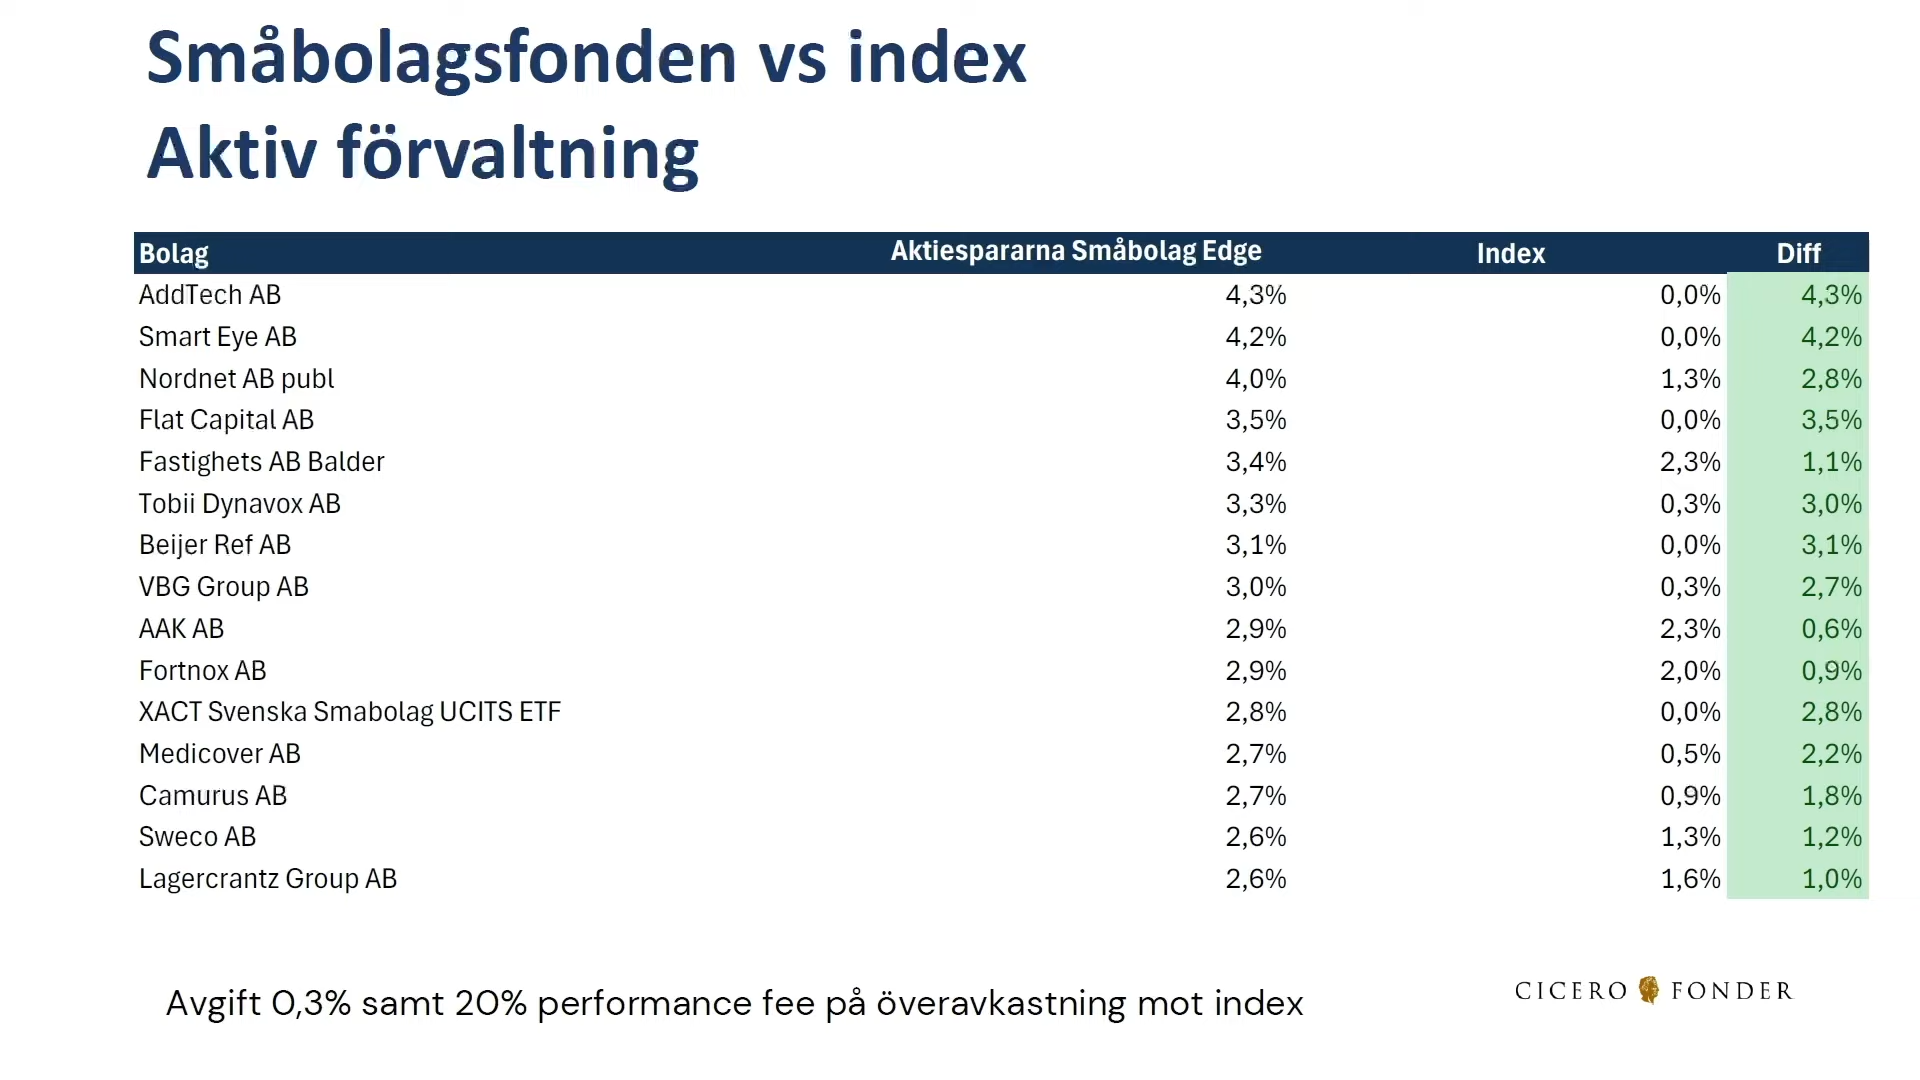 Småbolagsfonden vs index
Aktiv förvaltning
Bolag Aktiespararna Småbolag Edge Index Diff
AddTech AB 4,3% 0,0% 4,3%
Smart Eye AB 4,2% 0,0% 4,2%
Nordnet AB publ 4,0% 1,3% 2,8%
Flat Capital AB 3,5% 0,0% 3,5%
Fastighets AB Balder 3,4% 2,3% 1,1%
Tobii Dynavox AB 3,3% 0,3% 3,0%
Beijer Ref AB 3,1% 0,0% 3,1%
VBG Group AB 3,0% 0,3% 2,7%
AAK AB 2,9% 2,3% 0,6%
Fortnox AB 2,9% 2,0% 0,9%
XACT Svenska Smabolag UCITS ETF 2,8% 0,0% 2,8%
Medicover AB 2,7% 0,5% 2,2%
Camurus AB 2,7% 0,9% 1,8%
Sweco AB 2,6% 1,3% 1,2%
Lagercrantz Group AB 2,6% 1,6% 1,0%
Avgift 0,3% samt 20% performance fee på överavkastning mot index
CICERO FONDER